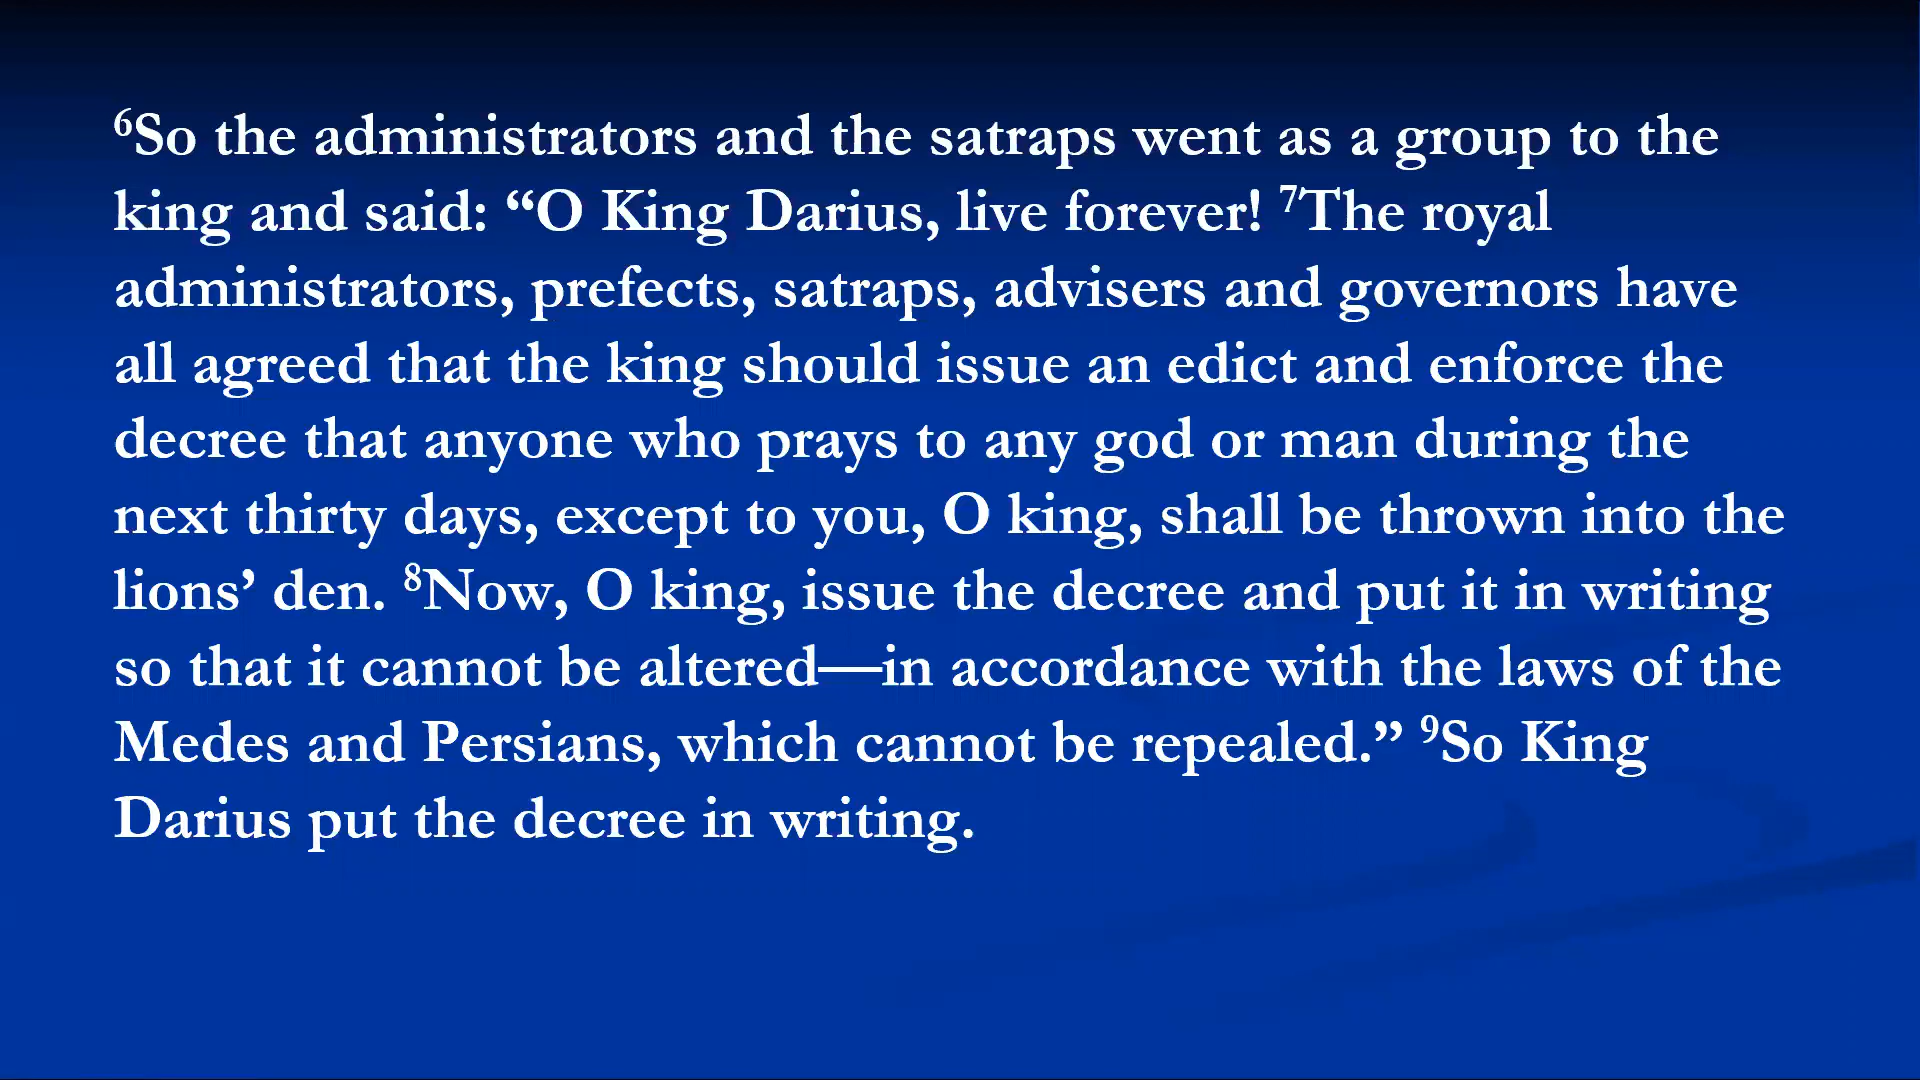 ⁶So the administrators and the satraps went as a group to the
king and said: “O King Darius, live forever! ⁷The royal
administrators, prefects, satraps, advisers and governors have
all agreed that the king should issue an edict and enforce the
decree that anyone who prays to any god or man during the
next thirty days, except to you, O king, shall be thrown into the
lions’ den. ⁸Now, O king, issue the decree and put it in writing
so that it cannot be altered—in accordance with the laws of the
Medes and Persians, which cannot be repealed.” ⁹So King
Darius put the decree in writing.